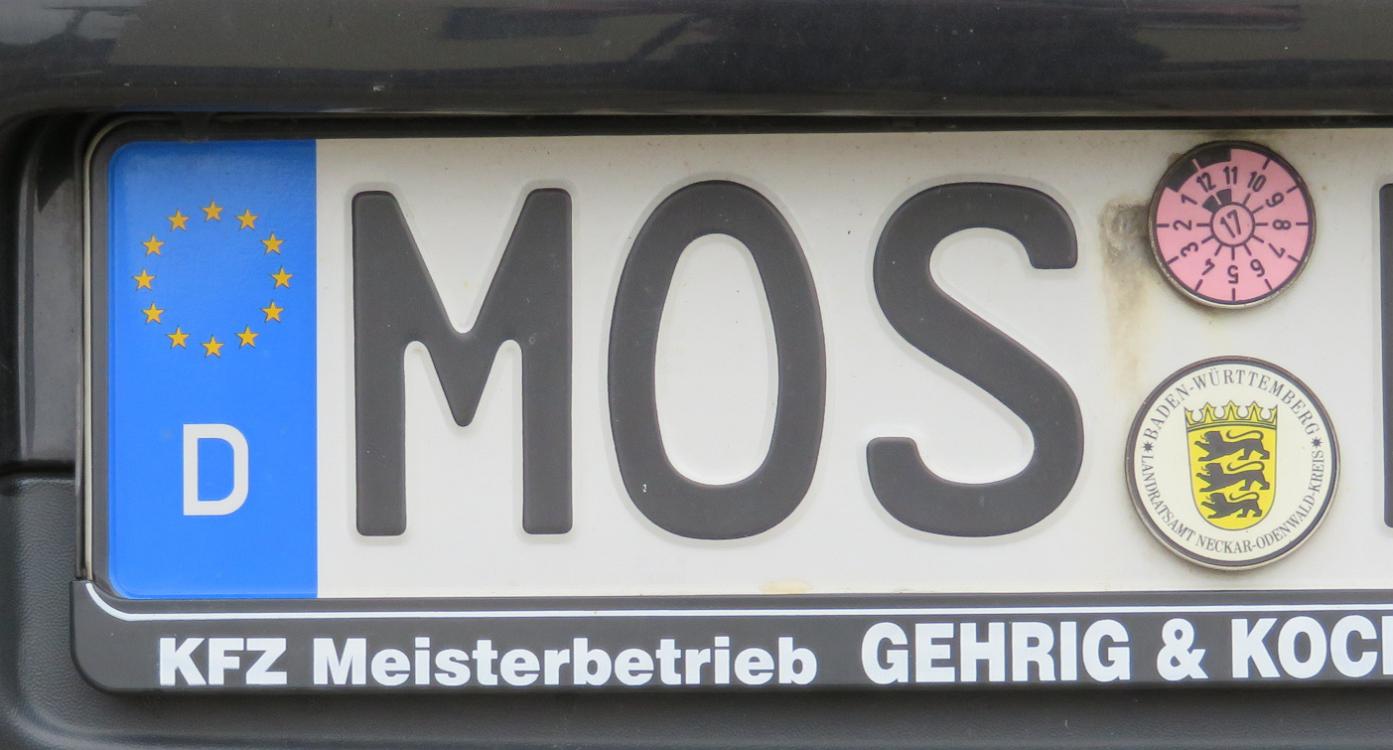 D
MOS
12 11 10 9 8 7 6 5 4 3 2 1
17
BADEN-WÜRTTEMBERG
LANDRATSAMT NECKAR-ODENWALD-KREIS
KFZ Meisterbetrieb GEHRIG &